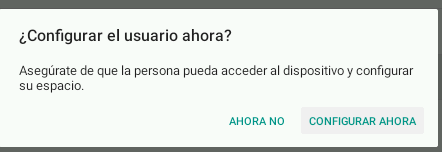 ¿Configurar el usuario ahora?
Asegúrate de que la persona pueda acceder al dispositivo y configurar
su espacio.
AHORA NO CONFIGURAR AHORA